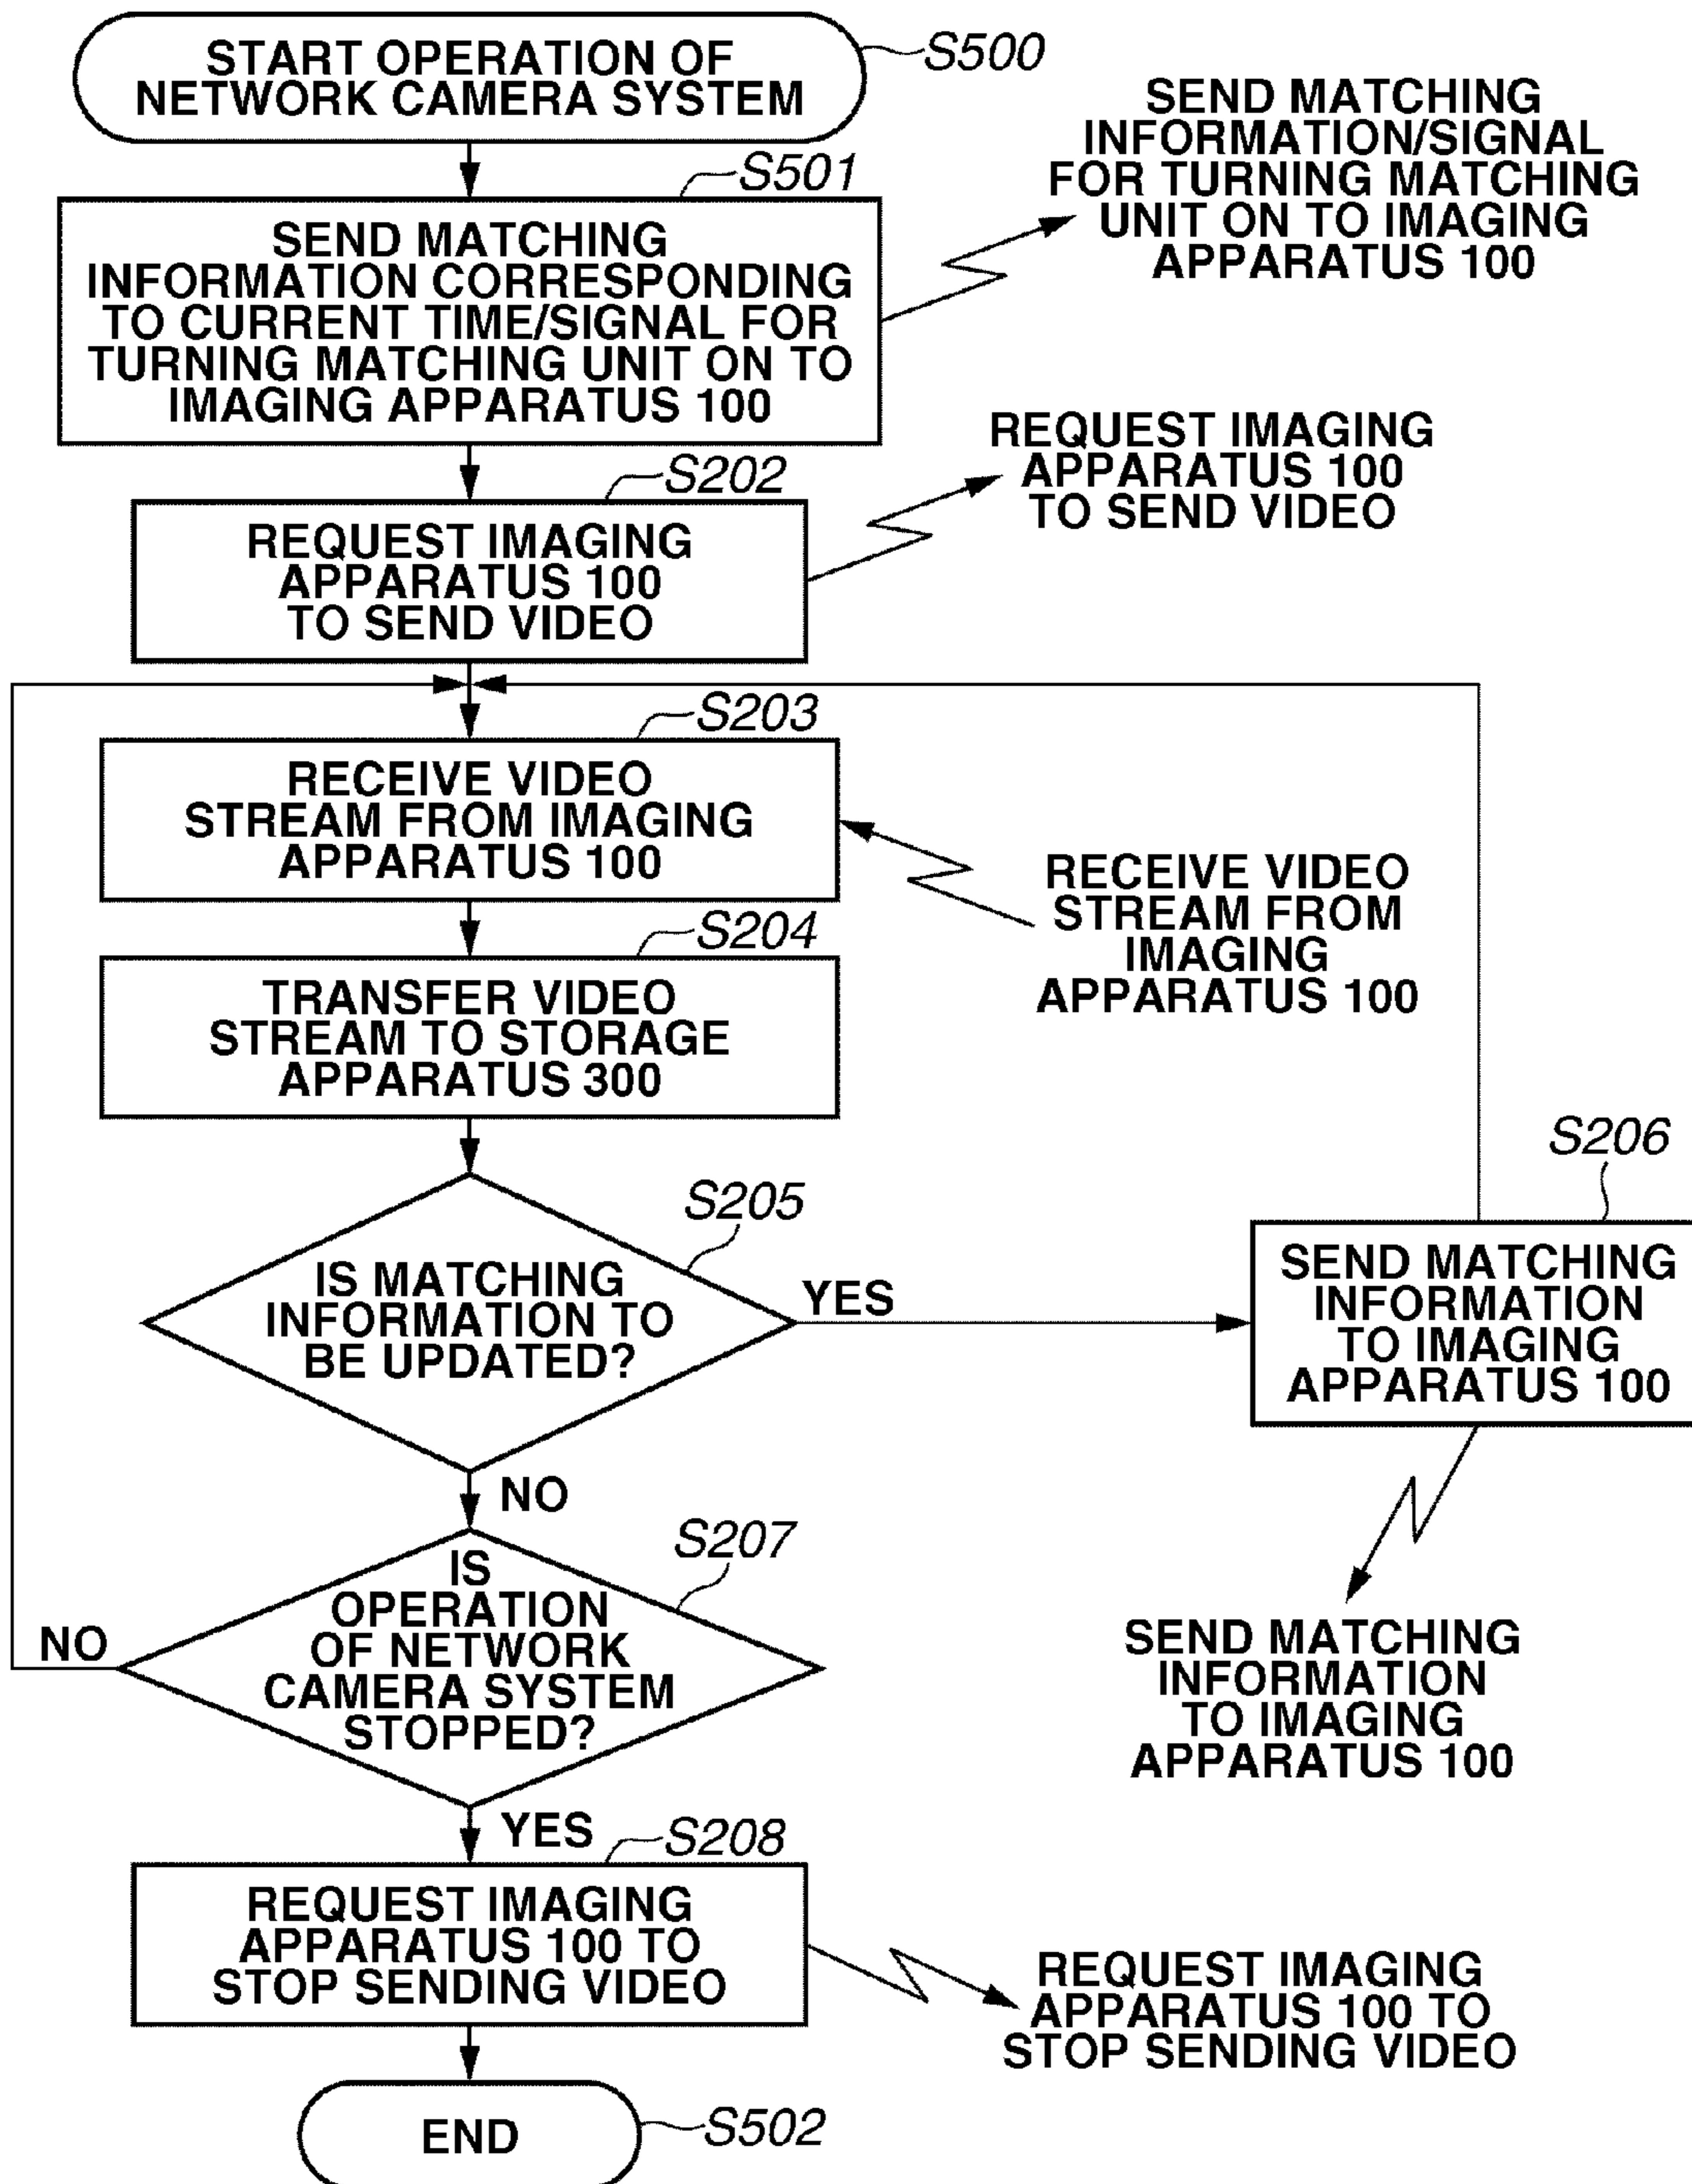 START OPERATION OF
NETWORK CAMERA SYSTEM
S500
SEND MATCHING
INFORMATION/SIGNAL
FOR TURNING MATCHING
UNIT ON TO IMAGING
APPARATUS 100
S501
SEND MATCHING
INFORMATION CORRESPONDING
TO CURRENT TIME/SIGNAL FOR
TURNING MATCHING UNIT ON TO
IMAGING APPARATUS 100
REQUEST IMAGING
APPARATUS 100
TO SEND VIDEO
S202
REQUEST IMAGING
APPARATUS 100
TO SEND VIDEO
S203
RECEIVE VIDEO
STREAM FROM IMAGING
APPARATUS 100
RECEIVE VIDEO
STREAM FROM
IMAGING
APPARATUS 100
S204
TRANSFER VIDEO
STREAM TO STORAGE
APPARATUS 300
S205
IS MATCHING
INFORMATION TO
BE UPDATED?
YES
S206
SEND MATCHING
INFORMATION
TO IMAGING
APPARATUS 100
NO
S207
IS
OPERATION
OF NETWORK
CAMERA SYSTEM
STOPPED?
NO
SEND MATCHING
INFORMATION
TO IMAGING
APPARATUS 100
YES
S208
REQUEST IMAGING
APPARATUS 100 TO
STOP SENDING VIDEO
REQUEST IMAGING
APPARATUS 100 TO
STOP SENDING VIDEO
END
S502